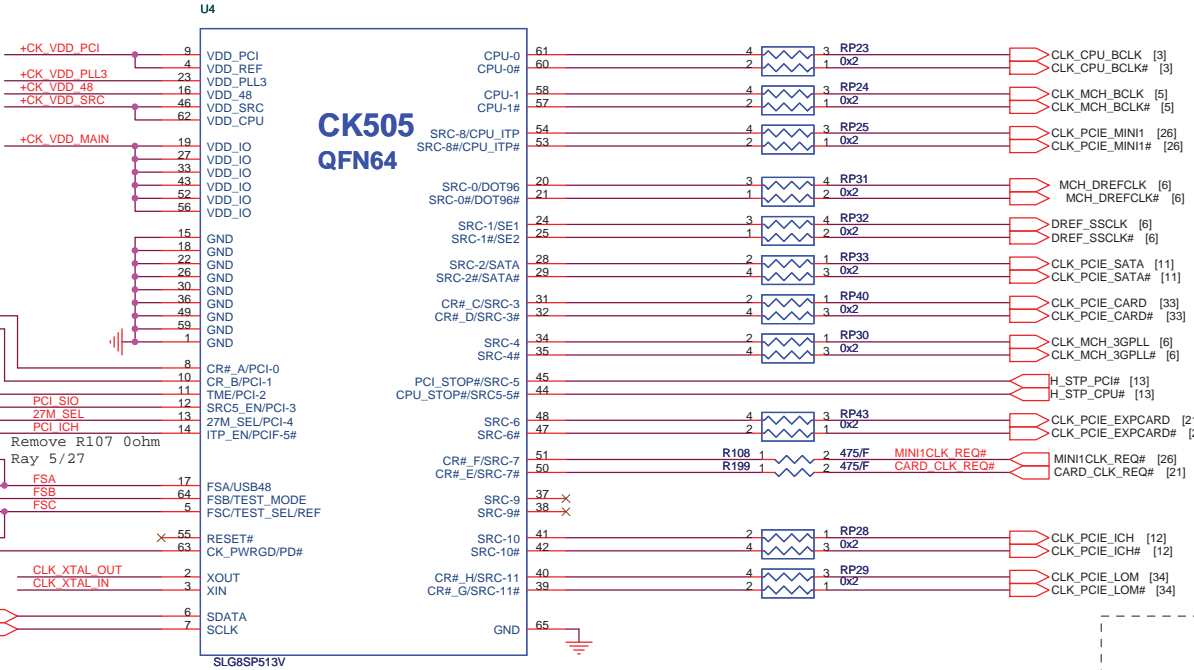 U4
+CK_VDD_PCI 9 VDD_PCI CPU-0 61 4 3 RP23 CLK_CPU_BCLK [3]
4 VDD_REF CPU-0# 60 2 1 0x2 CLK_CPU_BCLK# [3]
+CK_VDD_PLL3 23 VDD_PLL3
+CK_VDD_48 16 VDD_48 CPU-1 58 4 3 RP24 CLK_MCH_BCLK [5]
+CK_VDD_SRC 46 VDD_SRC CPU-1# 57 2 1 0x2 CLK_MCH_BCLK# [5]
62 VDD_CPU
CK505
SRC-8/CPU_ITP 54 4 3 RP25 CLK_PCIE_MINI1 [26]
+CK_VDD_MAIN 19 VDD_IO SRC-8#/CPU_ITP# 53 2 1 0x2 CLK_PCIE_MINI1# [26]
27 VDD_IO QFN64
33 VDD_IO
43 VDD_IO SRC-0/DOT96 20 3 4 RP31 MCH_DREFCLK [6]
52 VDD_IO SRC-0#/DOT96# 21 1 2 0x2 MCH_DREFCLK# [6]
56 VDD_IO
SRC-1/SE1 24 3 4 RP32 DREF_SSCLK [6]
15 GND SRC-1#/SE2 25 1 2 0x2 DREF_SSCLK# [6]
18 GND
22 GND SRC-2/SATA 28 2 1 RP33 CLK_PCIE_SATA [11]
26 GND SRC-2#/SATA# 29 4 3 0x2 CLK_PCIE_SATA# [11]
30 GND
36 GND CR#_C/SRC-3 31 2 1 RP40 CLK_PCIE_CARD [33]
49 GND CR#_D/SRC-3# 32 4 3 0x2 CLK_PCIE_CARD# [33]
59 GND
1 GND SRC-4 34 2 1 RP30 CLK_MCH_3GPLL [6]
SRC-4# 35 4 3 0x2 CLK_MCH_3GPLL# [6]
8 CR#_A/PCI-0
10 CR_B/PCI-1 PCI_STOP#/SRC-5 45 H_STP_PCI# [13]
11 TME/PCI-2 CPU_STOP#/SRC5-5# 44 H_STP_CPU# [13]
PCI_SIO 12 SRC5_EN/PCI-3
27M_SEL 13 27M_SEL/PCI-4 SRC-6 48 4 3 RP43 CLK_PCIE_EXPCARD
PCI_ICH 14 ITP_EN/PCIF-5# SRC-6# 47 2 1 0x2 CLK_PCIE_EXPCARD#
Remove R107 0ohm
Ray 5/27
CR#_F/SRC-7 51 R108 1 2 475/F MINI1CLK_REQ# MINI1CLK_REQ# [26]
CR#_E/SRC-7# 50 R199 1 2 475/F CARD_CLK_REQ# CARD_CLK_REQ# [21]
FSA 17 FSA/USB48
FSB 64 FSB/TEST_MODE SRC-9 37
FSC 5 FSC/TEST_SEL/REF SRC-9# 38
55 RESET# SRC-10 41 2 1 RP28 CLK_PCIE_ICH [12]
63 CK_PWRGD/PD# SRC-10# 42 4 3 0x2 CLK_PCIE_ICH# [12]
CLK_XTAL_OUT 2 XOUT CR#_H/SRC-11 40 4 3 RP29 CLK_PCIE_LOM [34]
CLK_XTAL_IN 3 XIN CR#_G/SRC-11# 39 2 1 0x2 CLK_PCIE_LOM# [34]
6 SDATA
7 SCLK GND 65
SLG8SP513V